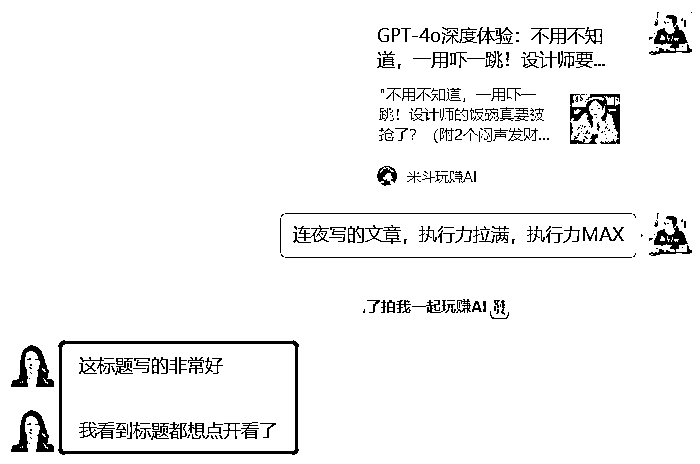 GPT-4o深度体验：不用不知
道，一用吓一跳！设计师要...
"不用不知道，一用吓一
跳！设计师的饭碗真要被
抢了？（附2个闷声发财...
米斗玩赚AI
连夜写的文章，执行力拉满，执行力MAX
了拍我一起玩赚AI
这标题写的非常好
我看到标题都想点开看了